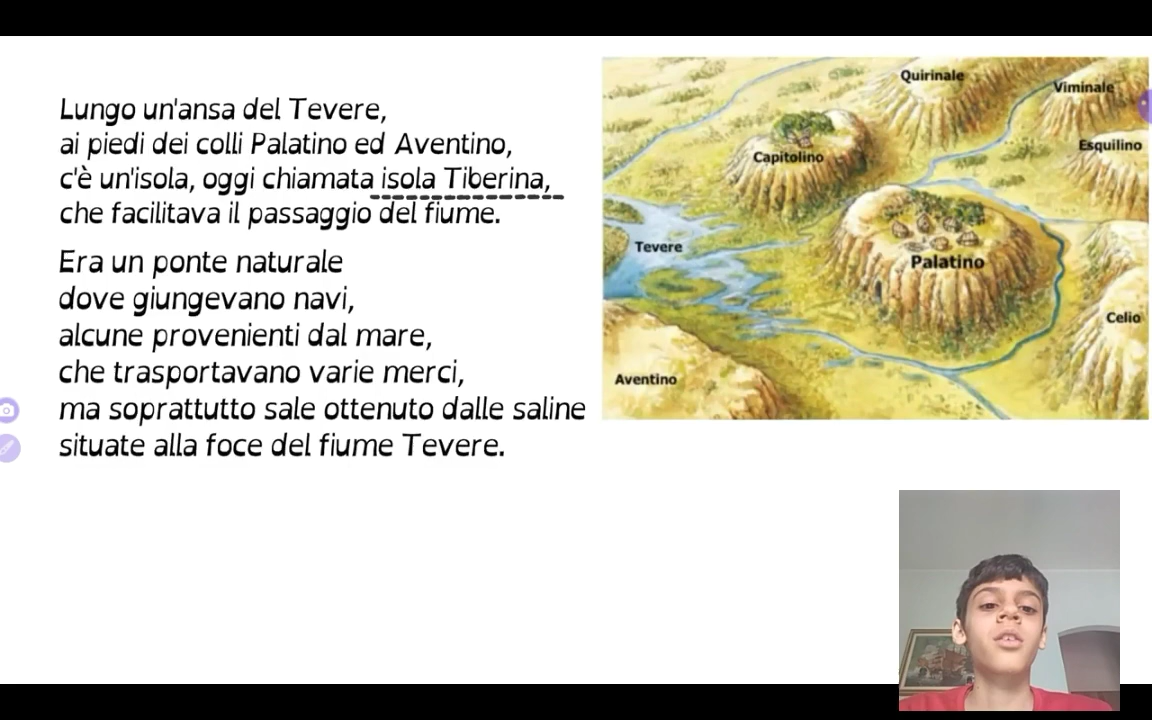 Lungo un'ansa del Tevere,
ai piedi dei colli Palatino ed Aventino,
c'è un'isola, oggi chiamata isola Tiberina,
che facilitava il passaggio del fiume.
Era un ponte naturale
dove giungevano navi,
alcune provenienti dal mare,
che trasportavano varie merci,
ma soprattutto sale ottenuto dalle saline
situate alla foce del fiume Tevere.
Quirinale
Viminale
Capitolino
Esquilino
Tevere
Palatino
Celio
Aventino